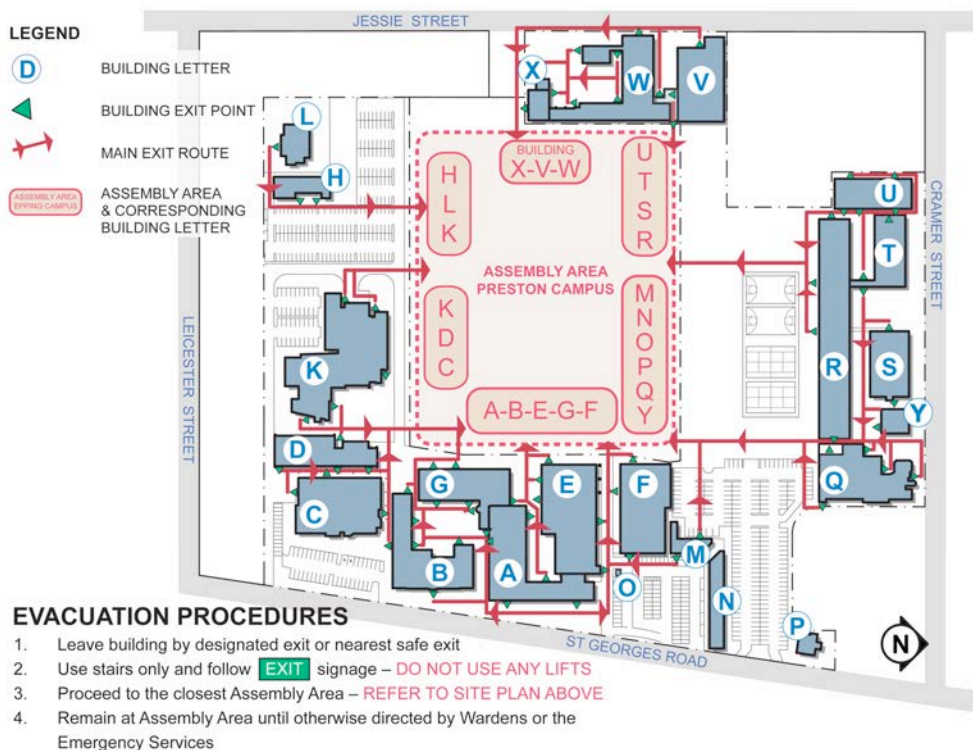 JESSIE STREET
LEGEND
D
BUILDING LETTER
BUILDING EXIT POINT
MAIN EXIT ROUTE
ASSEMBLY AREA
EPPING CAMPUS
ASSEMBLY AREA
& CORRESPONDING
BUILDING LETTER
X
W
V
L
H
BUILDING
X-V-W
H
L
K
U
T
S
R
U
T
CRAMER STREET
ASSEMBLY AREA
PRESTON CAMPUS
K
D
C
M
N
O
P
Q
Y
A-B-E-G-F
LEICESTER STREET
K
R
S
Y
D
C
G
E
F
Q
B
A
M
O
N
P
N
ST GEORGES ROAD
EVACUATION PROCEDURES
1. Leave building by designated exit or nearest safe exit
2. Use stairs only and follow EXIT signage – DO NOT USE ANY LIFTS
3. Proceed to the closest Assembly Area – REFER TO SITE PLAN ABOVE
4. Remain at Assembly Area until otherwise directed by Wardens or the
Emergency Services